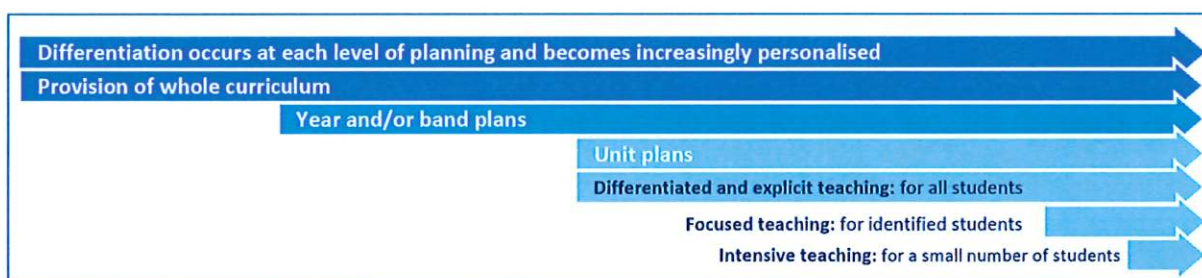 Differentiation occurs at each level of planning and becomes increasingly personalised
Provision of whole curriculum
Year and/or band plans
Unit plans
Differentiated and explicit teaching: for all students
Focused teaching: for identified students
Intensive teaching: for a small number of students